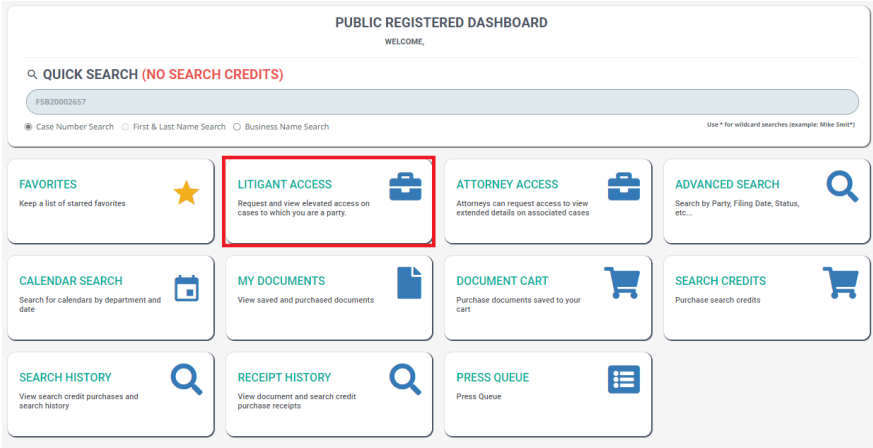 PUBLIC REGISTERED DASHBOARD
WELCOME,
QUICK SEARCH (NO SEARCH CREDITS)
FSB20002657
Case Number Search First & Last Name Search Business Name Search
Use * for wildcard searches (example: Mike Smit*)
FAVORITES
Keep a list of starred favorites
LITIGANT ACCESS
Request and view elevated access on
cases to which you are a party.
ATTORNEY ACCESS
Attorneys can request access to view
extended details on associated cases
ADVANCED SEARCH
Search by Party, Filing Date, Status,
etc...
CALENDAR SEARCH
Search for calendars by department and
date
MY DOCUMENTS
View saved and purchased documents
DOCUMENT CART
Purchase documents saved to your
cart
SEARCH CREDITS
Purchase search credits
SEARCH HISTORY
View search credit purchases and
search history
RECEIPT HISTORY
View document and search credit
purchase receipts
PRESS QUEUE
Press Queue